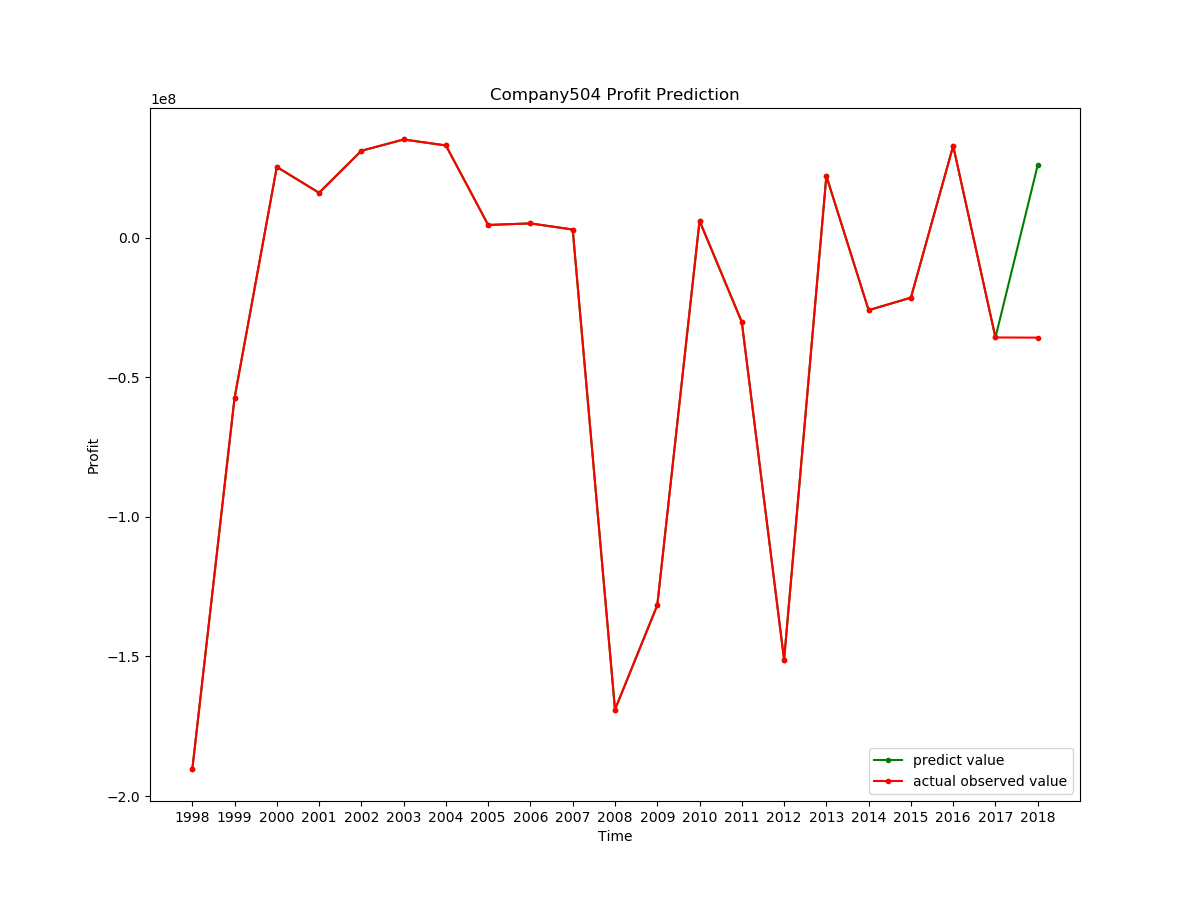 Company504 Profit Prediction
1e8
0.0
−0.5
−1.0
−1.5
−2.0
Profit
predict value
actual observed value
1998 1999 2000 2001 2002 2003 2004 2005 2006 2007 2008 2009 2010 2011 2012 2013 2014 2015 2016 2017 2018
Time